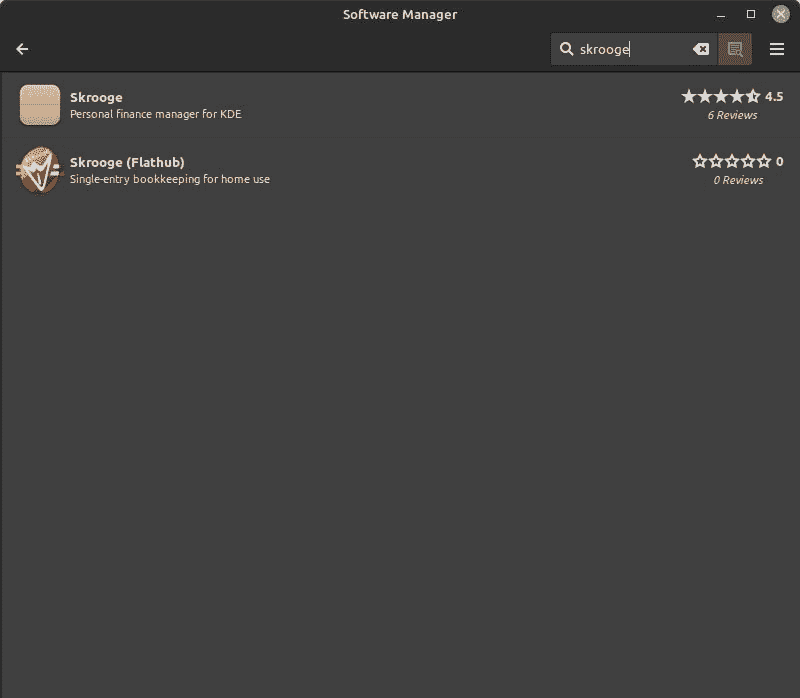 Software Manager
skrooge
Skrooge
Personal finance manager for KDE
4.5
6 Reviews
Skrooge (Flathub)
Single-entry bookkeeping for home use
0
0 Reviews